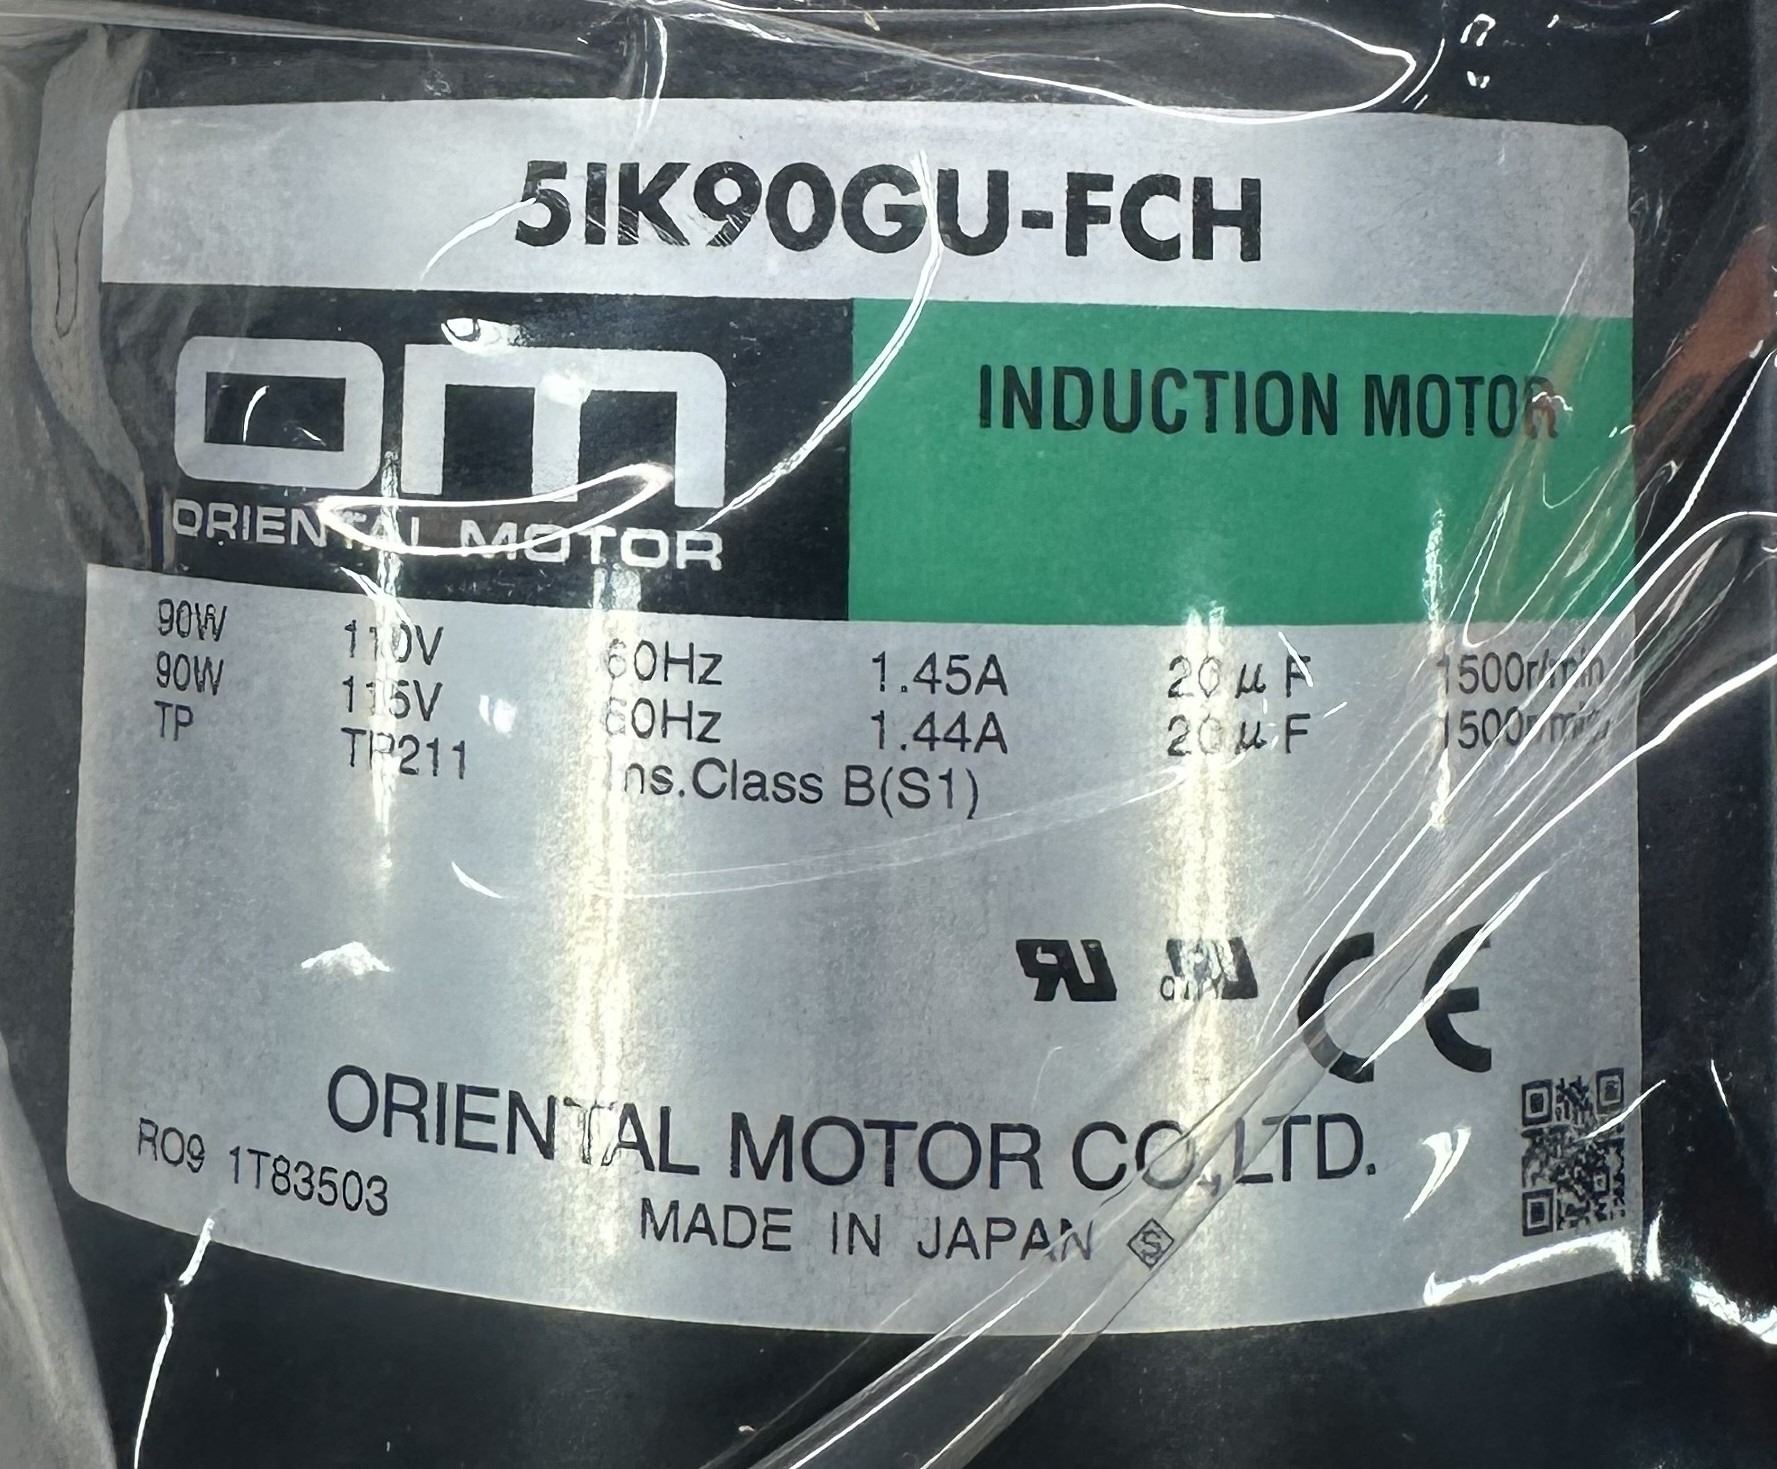 5IK90GU-FCH
om
ORIENTAL MOTOR
INDUCTION MOTOR
90W 110V 60Hz 1.45A 20μF 1500r/min
90W 115V 60Hz 1.44A 20μF 1500r/min
TP TP211 Ins.Class B(S1)
CE
ORIENTAL MOTOR CO.,LTD.
RO9 1T83503
MADE IN JAPAN S